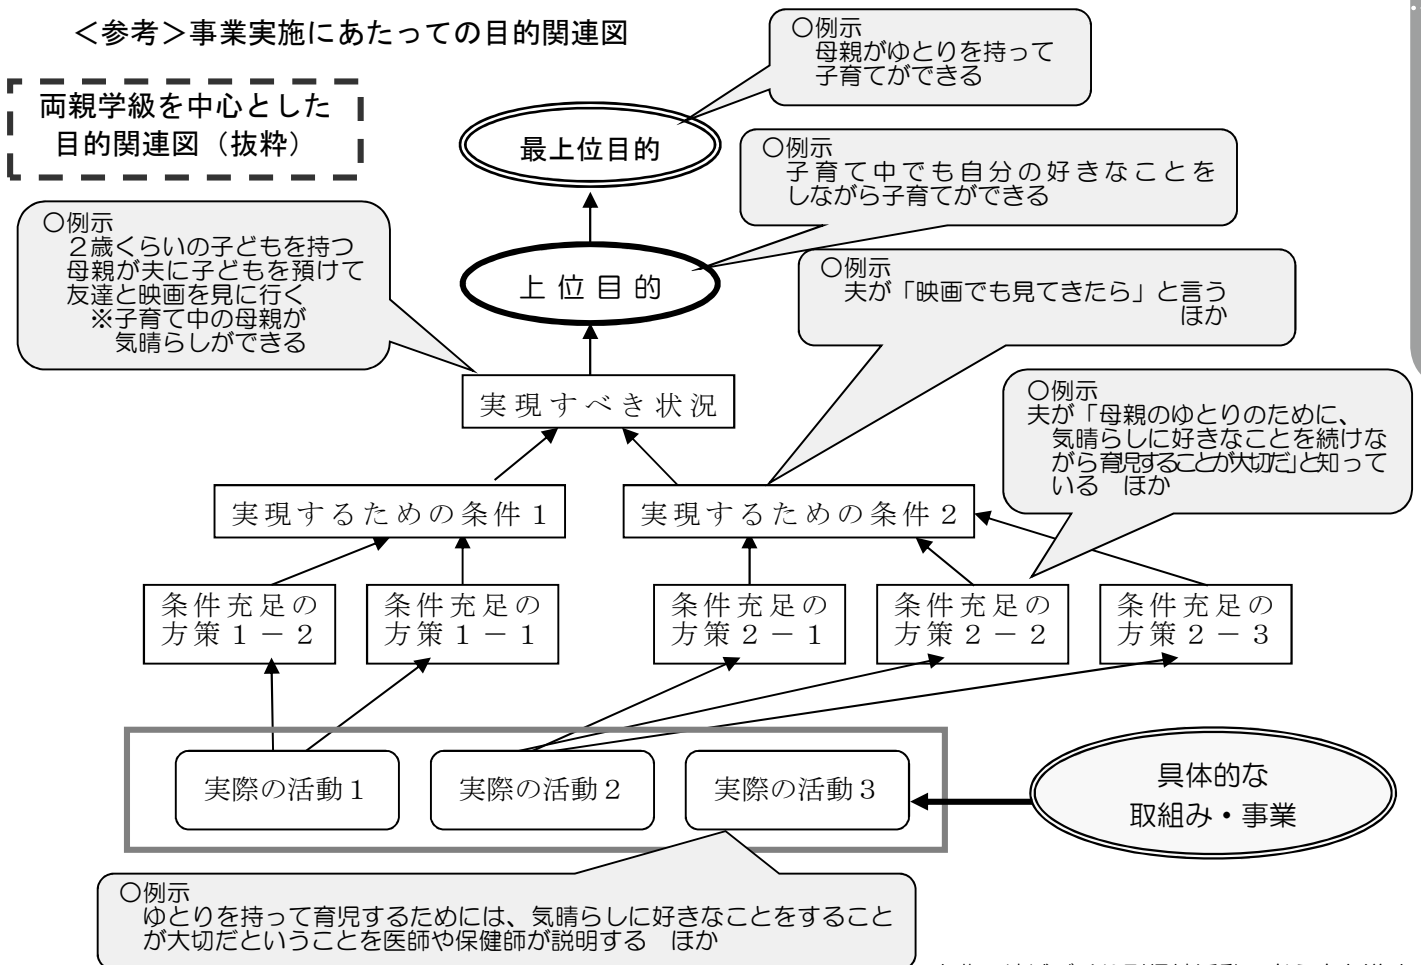 ＜参考＞事業実施にあたっての目的関連図
両親学級を中心とした
目的関連図（抜粋）
〇例示
母親がゆとりを持って
子育てができる
最上位目的
〇例示
子育て中でも自分の好きなことを
しながら子育てができる
〇例示
２歳くらいの子どもを持つ
母親が夫に子どもを預けて
友達と映画を見に行く
※子育て中の母親が
気晴らしができる
上位目的
〇例示
夫が「映画でも見てきたら」と言う
ほか
実現すべき状況
〇例示
夫が「母親のゆとりのために、
気晴らしに好きなことを続けな
がら育児することが大切だ」と知って
いる　ほか
実現するための条件１
実現するための条件２
条件充足の
方策１－２
条件充足の
方策１－１
条件充足の
方策２－１
条件充足の
方策２－２
条件充足の
方策２－３
実際の活動１
実際の活動２
実際の活動３
具体的な
取組み・事業
〇例示
ゆとりを持って育児するためには、気晴らしに好きなことをすること
が大切だということを医師や保健師が説明する　ほか